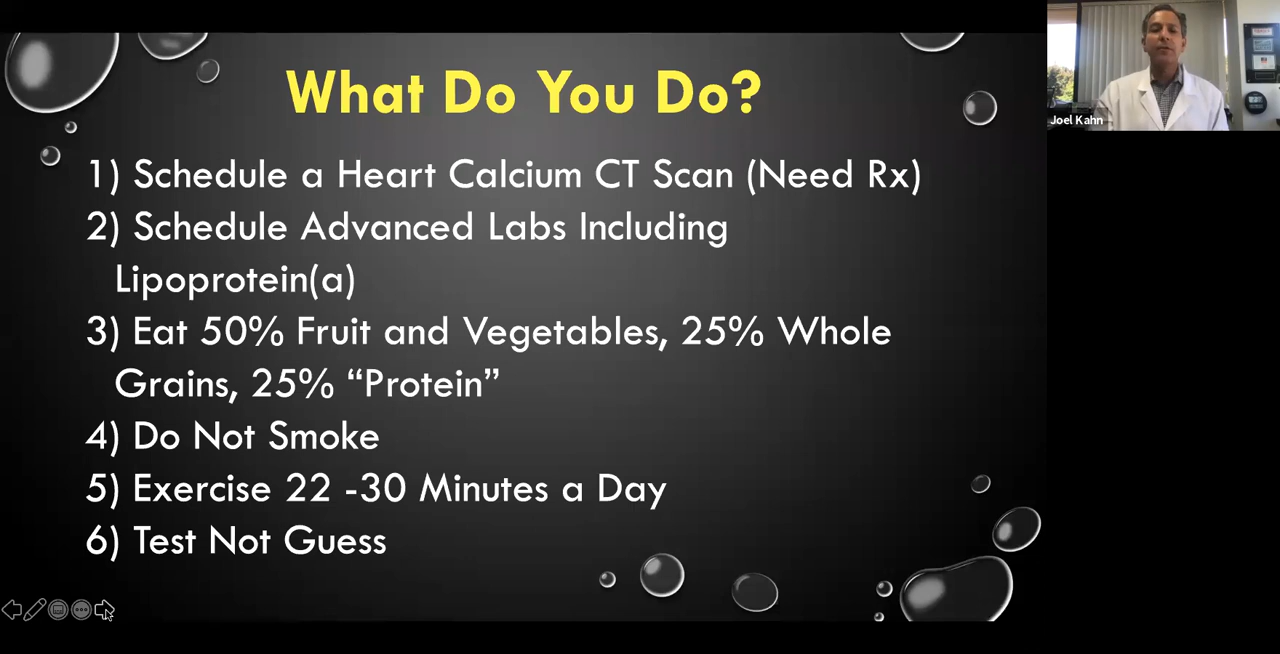 What Do You Do?
1) Schedule a Heart Calcium CT Scan (Need Rx)
2) Schedule Advanced Labs Including
Lipoprotein(a)
3) Eat 50% Fruit and Vegetables, 25% Whole
Grains, 25% “Protein”
4) Do Not Smoke
5) Exercise 22 -30 Minutes a Day
6) Test Not Guess
Joel Kahn